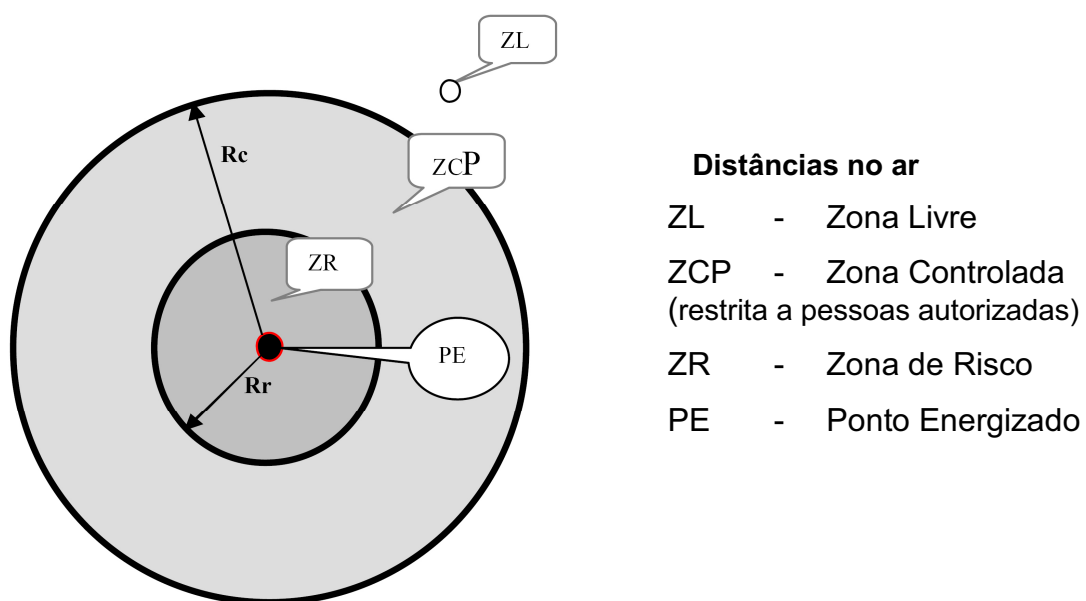 ZL
Rc
ZCP
ZR
PE
Rr
Distâncias no ar
ZL - Zona Livre
ZCP - Zona Controlada
(restrita a pessoas autorizadas)
ZR - Zona de Risco
PE - Ponto Energizado